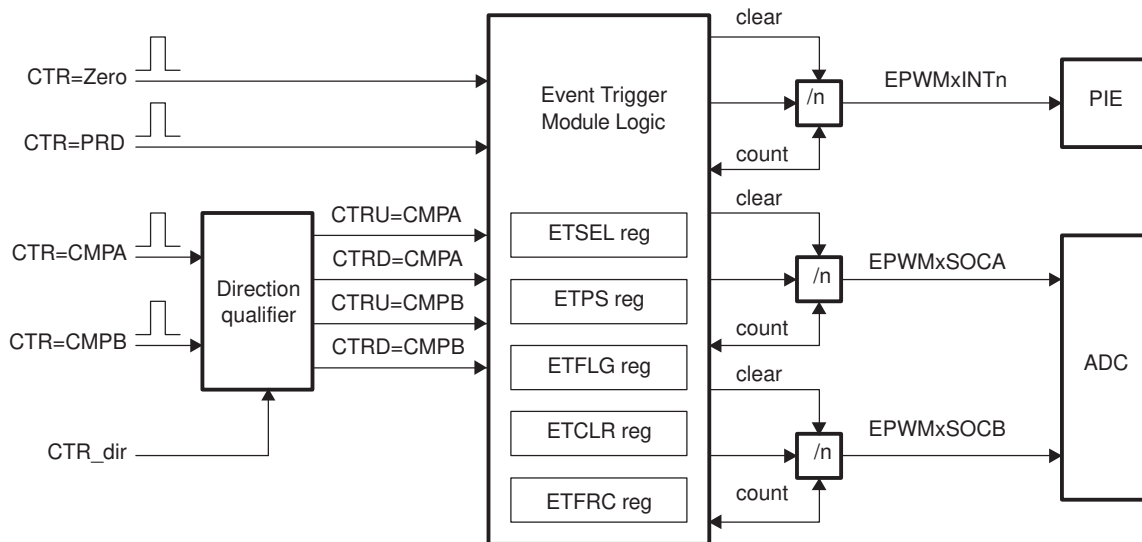 CTR=Zero
CTR=PRD
CTR=CMPA
CTR=CMPB
CTR_dir
Direction
qualifier
CTRU=CMPA
CTRD=CMPA
CTRU=CMPB
CTRD=CMPB
Event Trigger
Module Logic
ETSEL reg
ETPS reg
ETFLG reg
ETCLR reg
ETFRC reg
clear
/n
count
EPWMxINTn
PIE
clear
/n
count
EPWMxSOCA
clear
/n
count
EPWMxSOCB
ADC